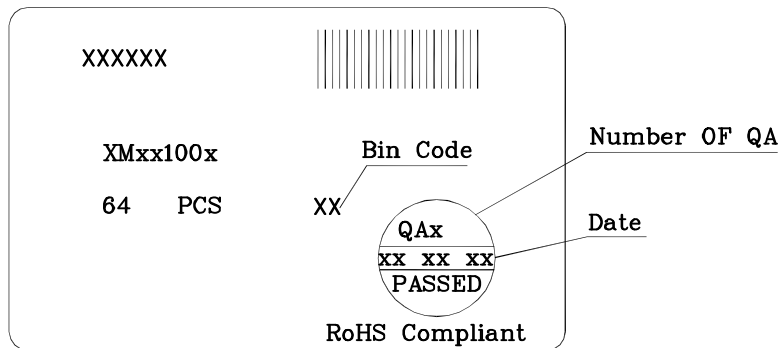 XXXXXX
Number OF QA
XMxx100x
Bin Code
64 PCS
XX
QAx
Date
xx xx xx
PASSED
RoHS Compliant